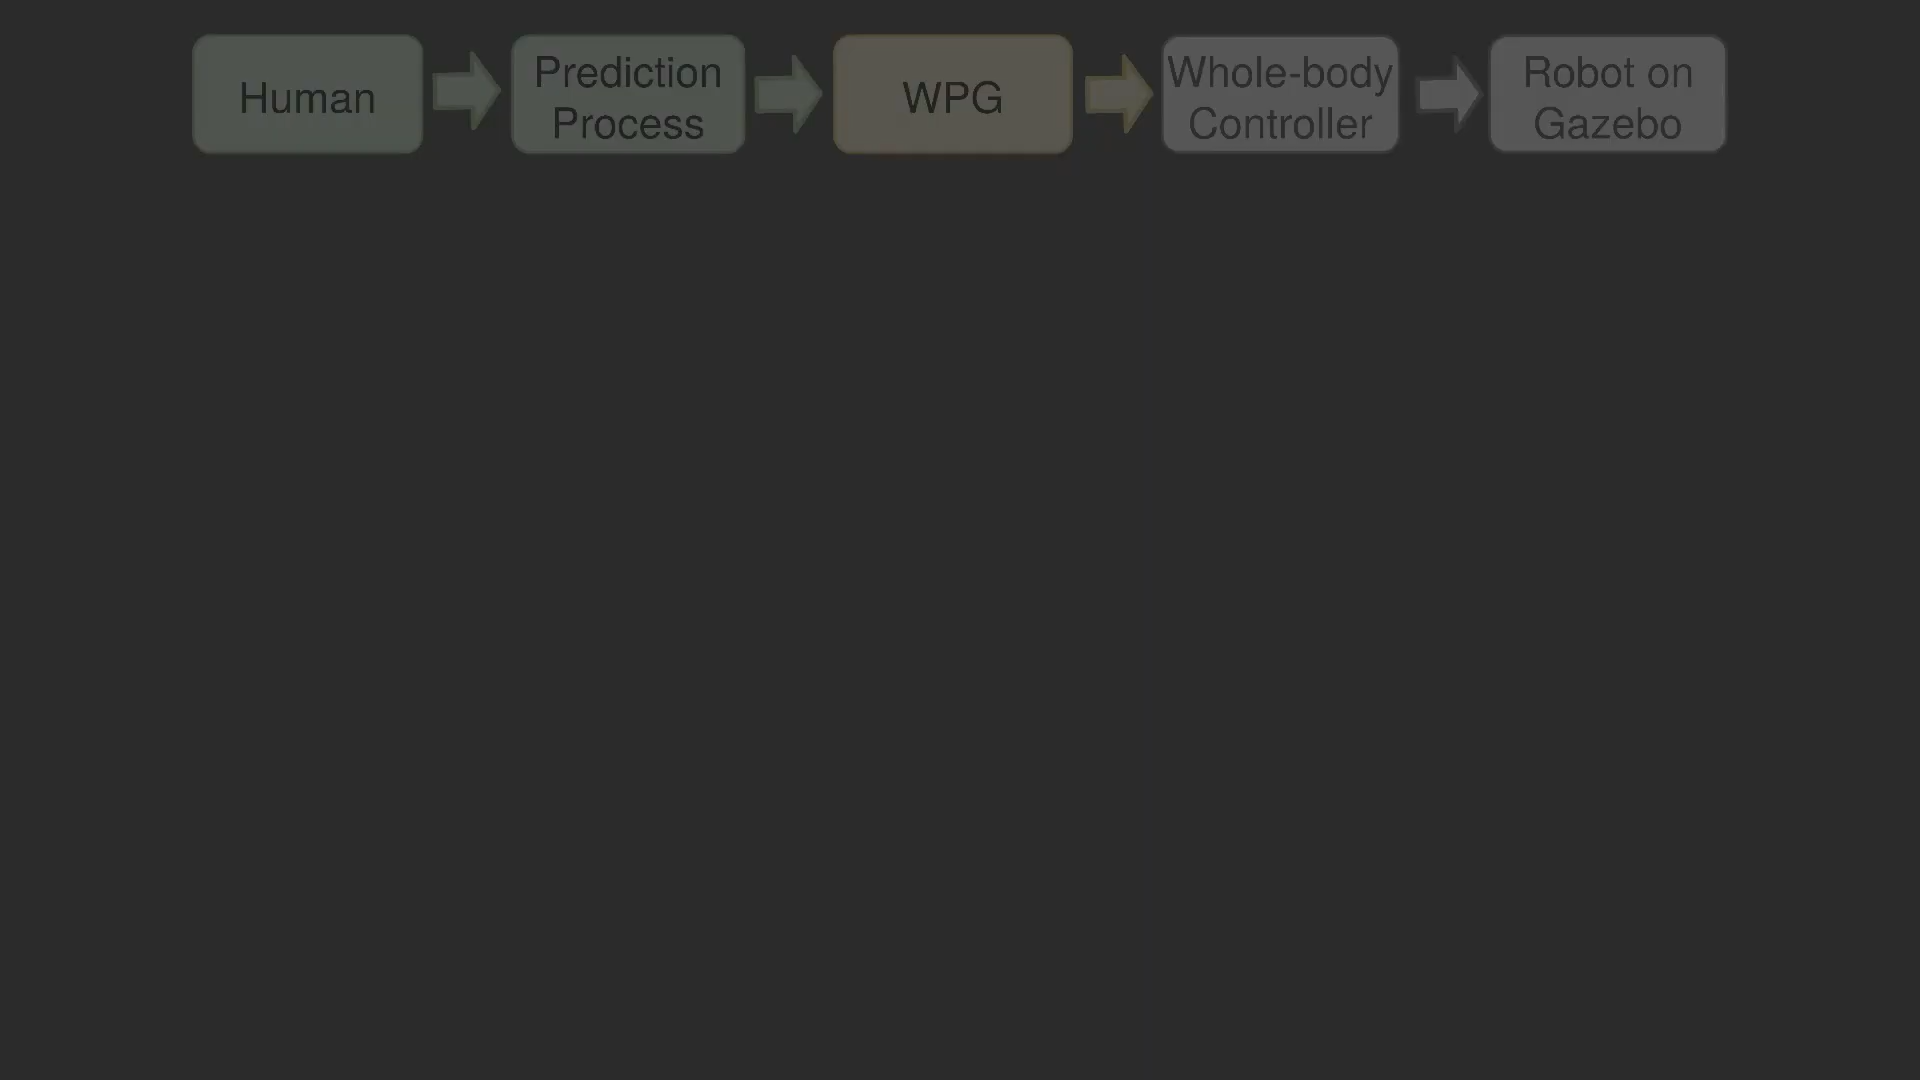 Human
Prediction
Process
WPG
Whole-body
Controller
Robot on
Gazebo